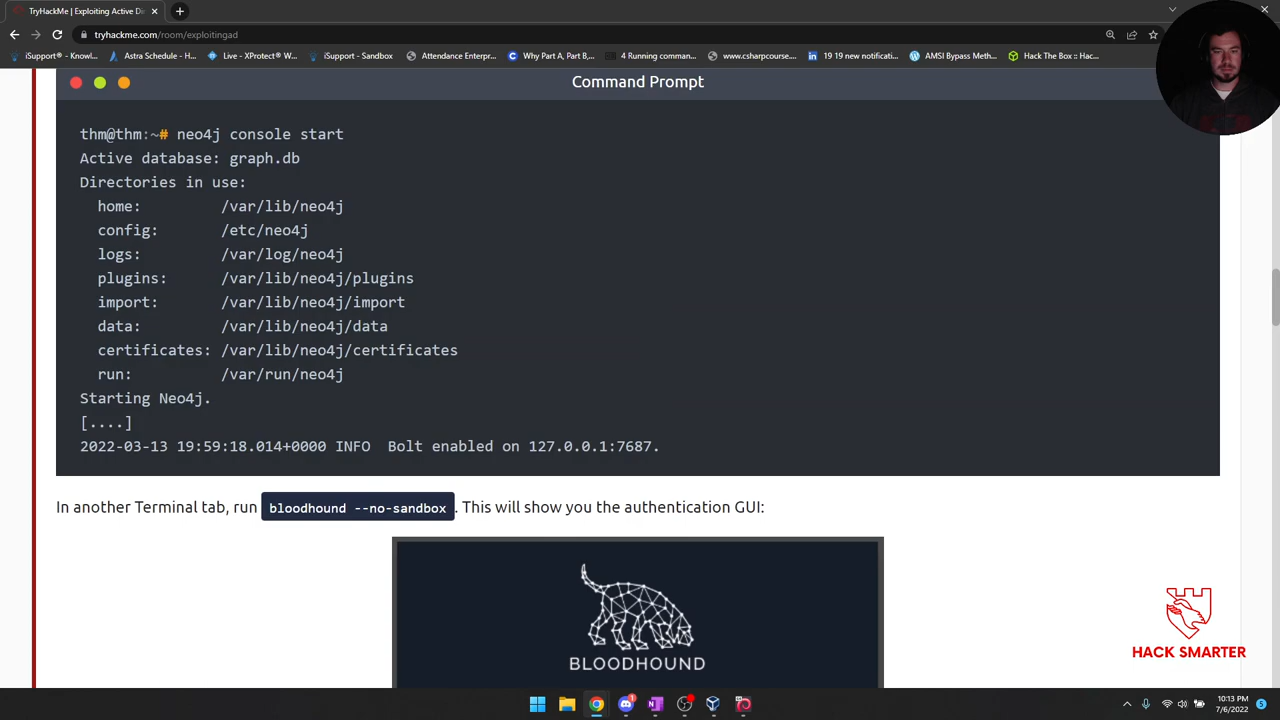 TryHackMe | Exploiting Active Di
tryhackme.com/room/exploitingad
iSupport® - Knowl...
Astra Schedule - H...
Live - XProtect® W...
iSupport - Sandbox
Attendance Enterpr...
Why Part A, Part B,...
4 Running comman...
www.csharpcourse....
19 19 new notificati...
AMSI Bypass Meth...
Hack The Box :: Hac...
Command Prompt
thm@thm:~# neo4j console start
Active database: graph.db
Directories in use:
home: /var/lib/neo4j
config: /etc/neo4j
logs: /var/log/neo4j
plugins: /var/lib/neo4j/plugins
import: /var/lib/neo4j/import
data: /var/lib/neo4j/data
certificates: /var/lib/neo4j/certificates
run: /var/run/neo4j
Starting Neo4j.
[....]
2022-03-13 19:59:18.014+0000 INFO Bolt enabled on 127.0.0.1:7687.
In another Terminal tab, run bloodhound --no-sandbox. This will show you the authentication GUI:
BLOODHOUND
HACK SMARTER
10:13 PM
7/6/2022